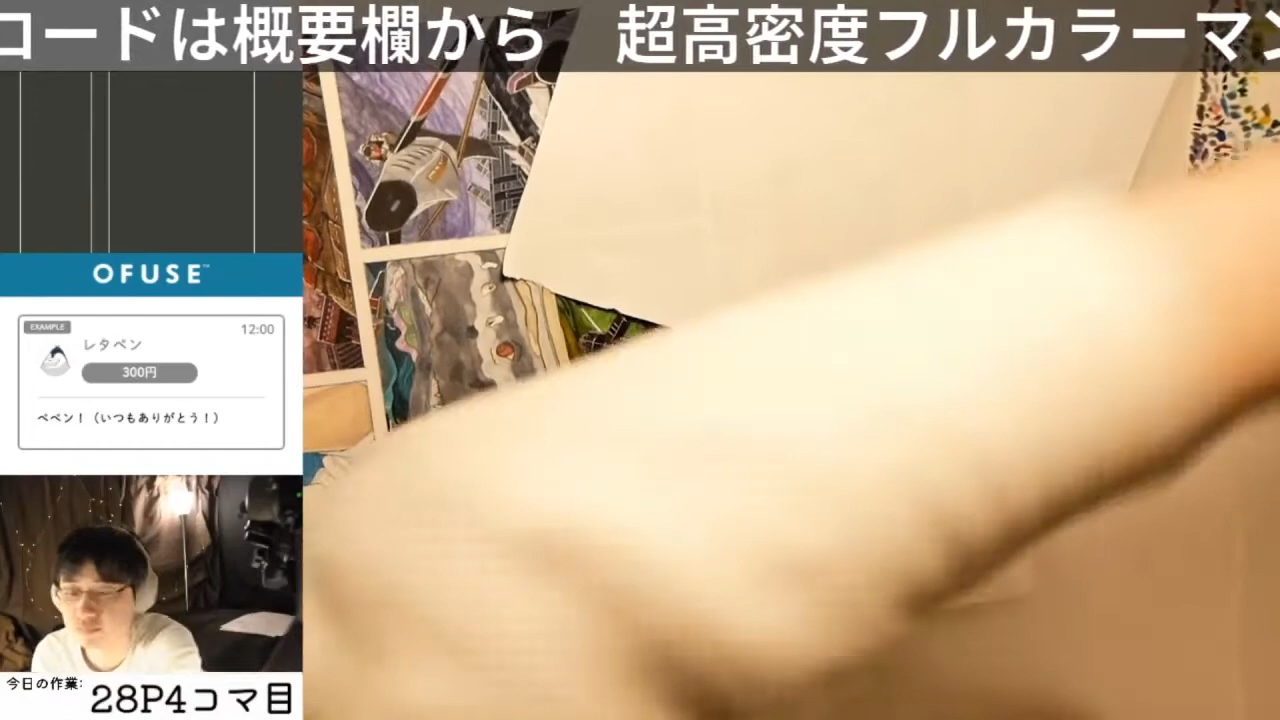 コードは概要欄から　超高密度フルカラーマン
OFUSE™
EXAMPLE
12:00
レタペン
300円
ペペン！（いつもありがとう！）
今日の作業:
28P4コマ目